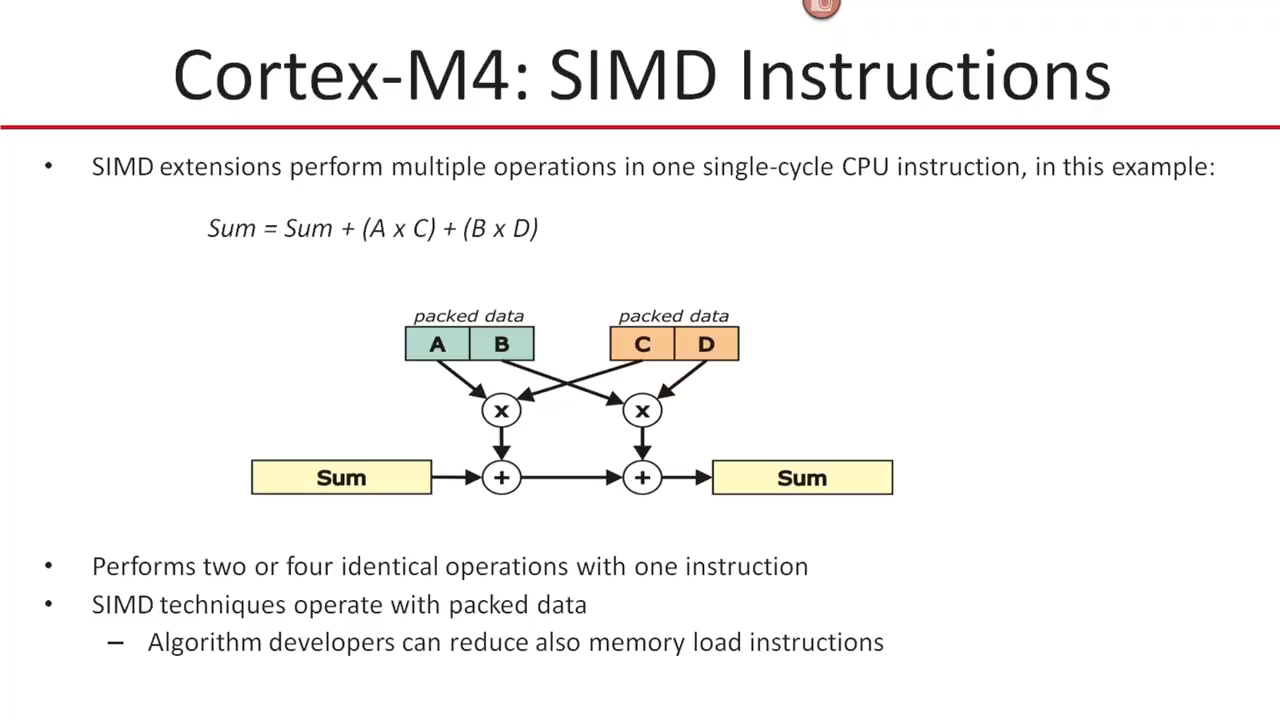 Cortex-M4: SIMD Instructions
• SIMD extensions perform multiple operations in one single-cycle CPU instruction, in this example:
Sum = Sum + (A x C) + (B x D)
packed data packed data
A B C D
x x
Sum + + Sum
• Performs two or four identical operations with one instruction
• SIMD techniques operate with packed data
– Algorithm developers can reduce also memory load instructions